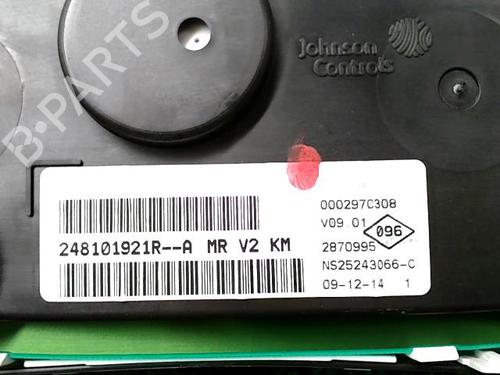 Johnson
Controls
B-PARTS
000297C308
V09.01
096
248101921R--A MR V2 KM
2870995
NS25243066-C
09-12-14 1